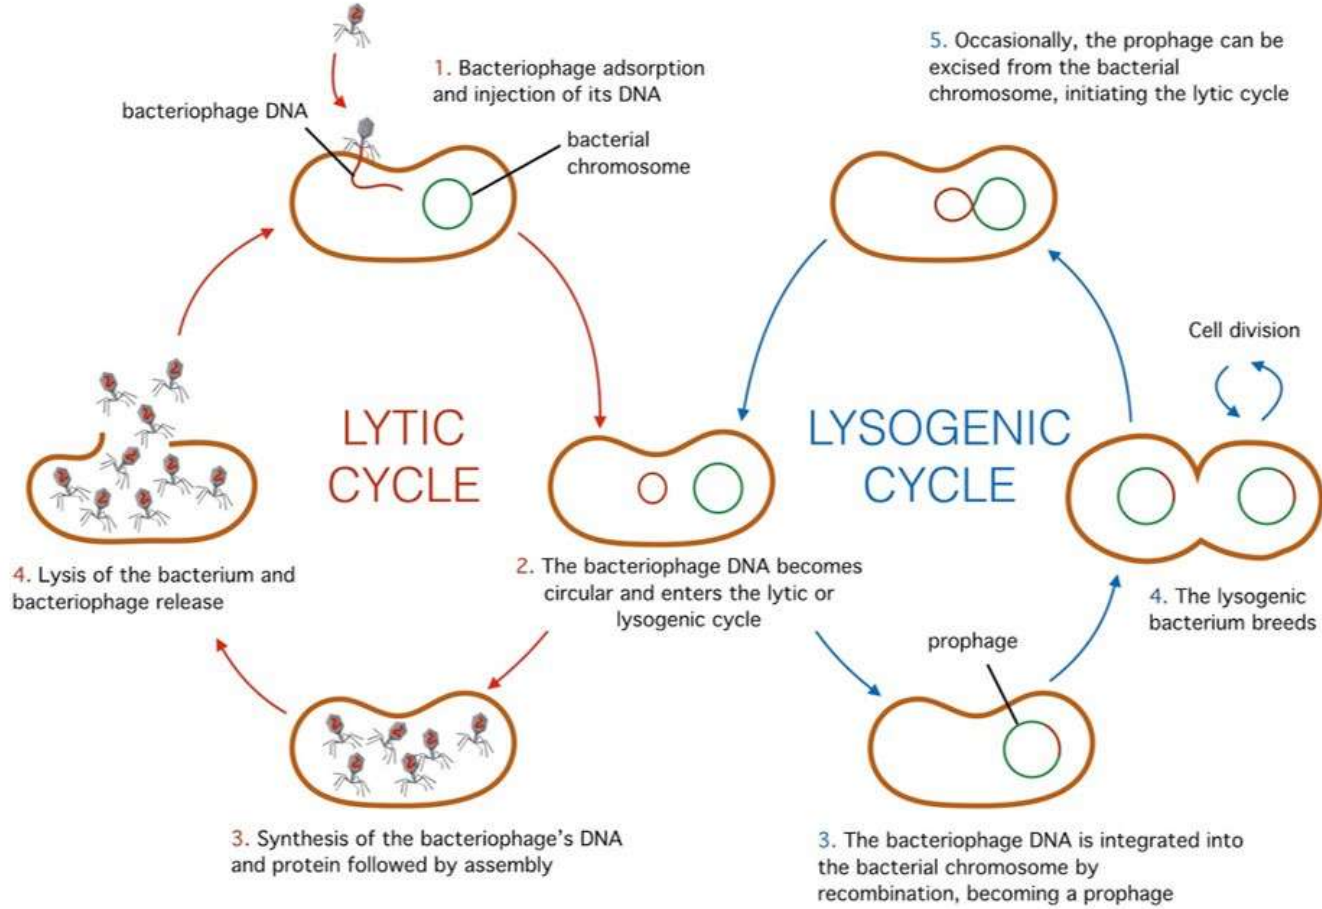 1. Bacteriophage adsorption
and injection of its DNA
bacteriophage DNA
bacterial
chromosome
5. Occasionally, the prophage can be
excised from the bacterial
chromosome, initiating the lytic cycle
Cell division
LYTIC
CYCLE
LYSOGENIC
CYCLE
4. Lysis of the bacterium and
bacteriophage release
2. The bacteriophage DNA becomes
circular and enters the lytic or
lysogenic cycle
4. The lysogenic
bacterium breeds
prophage
3. Synthesis of the bacteriophage's DNA
and protein followed by assembly
3. The bacteriophage DNA is integrated into
the bacterial chromosome by
recombination, becoming a prophage